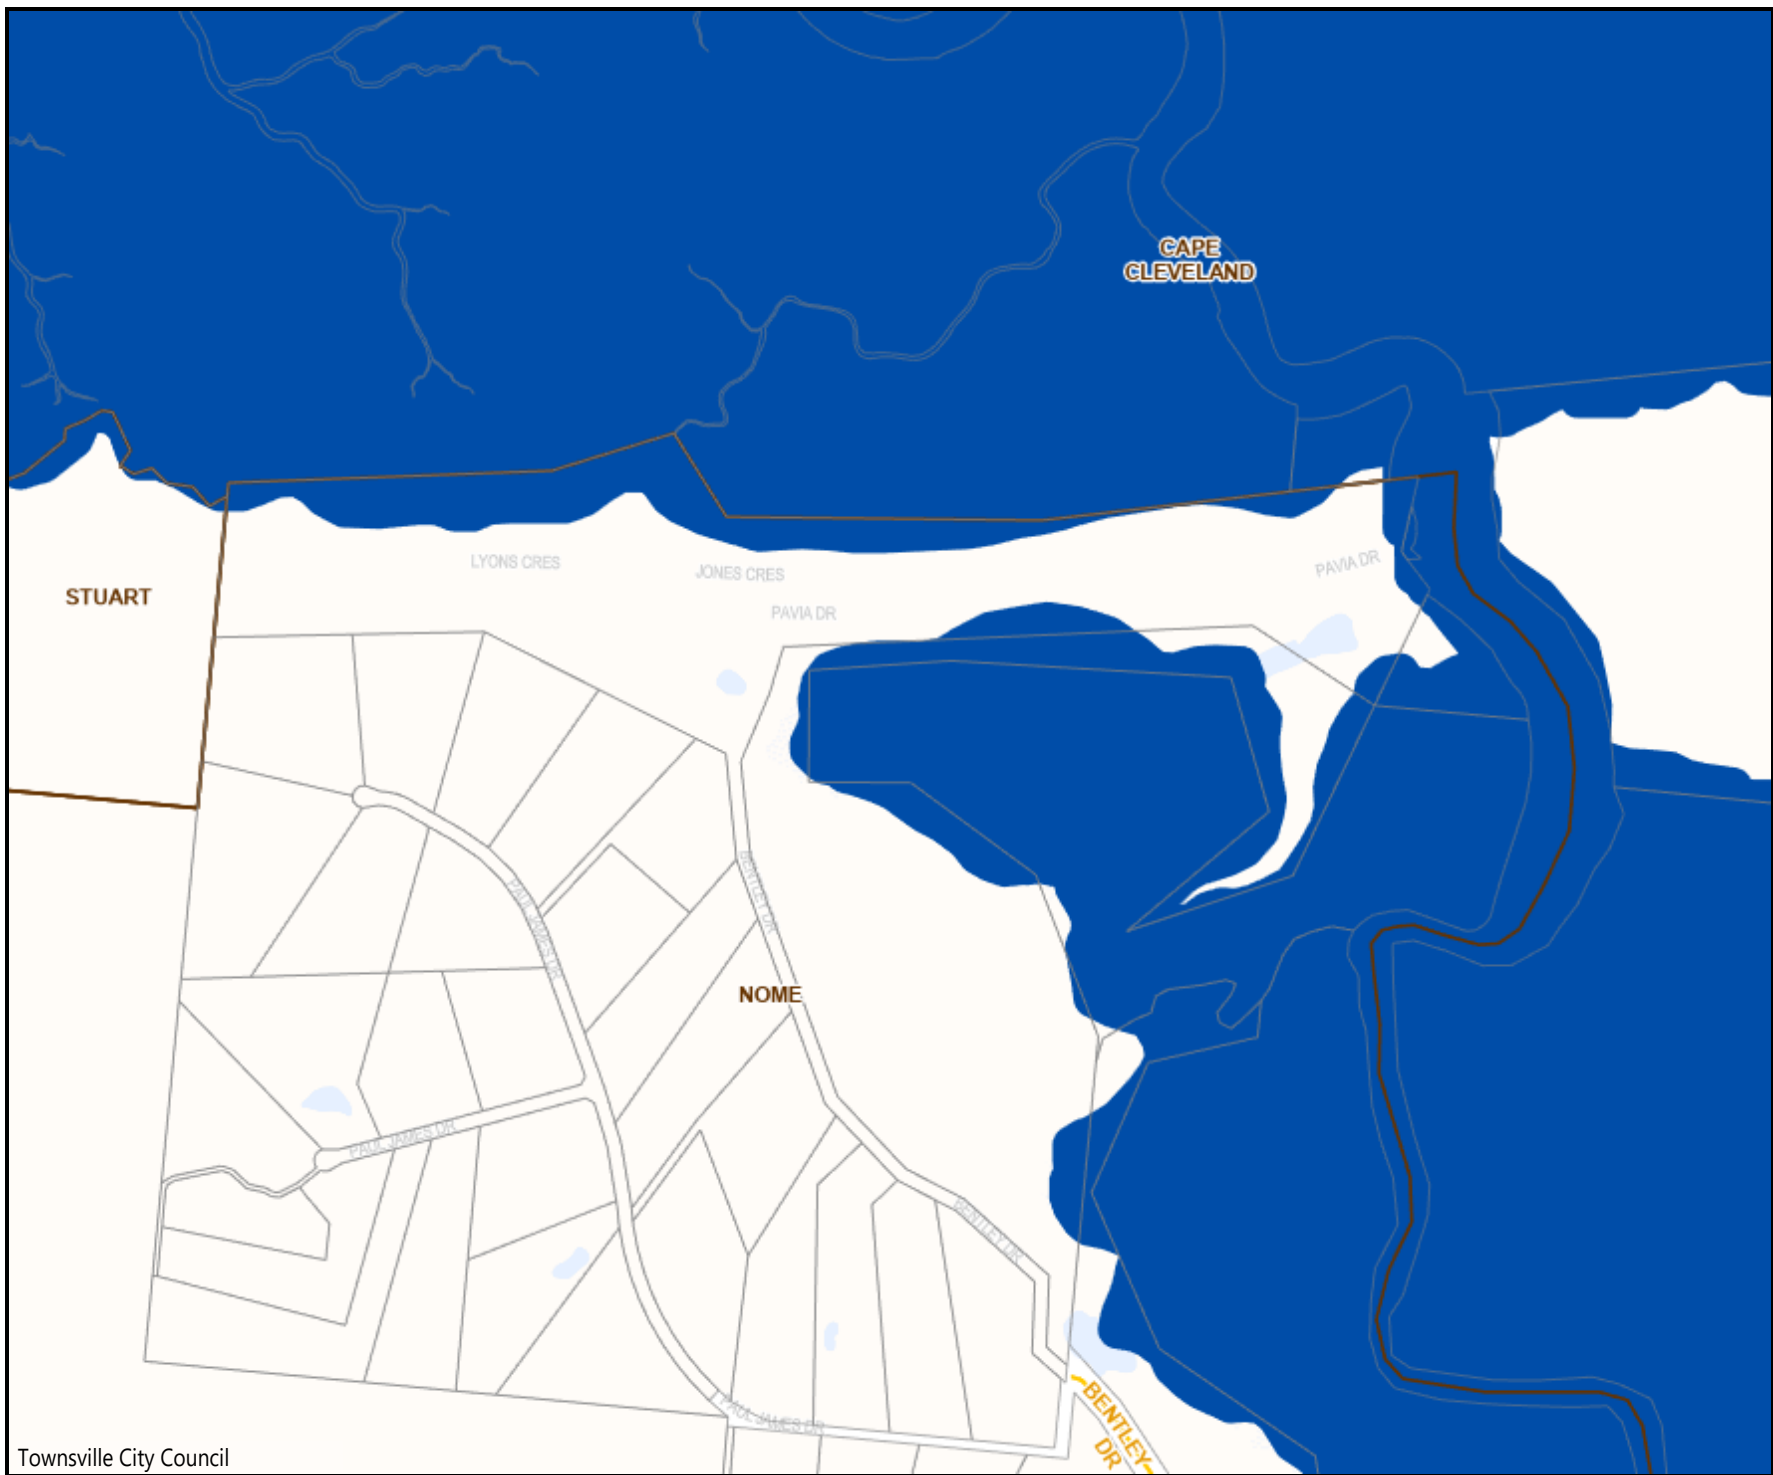 CAPE
CLEVELAND
LYONS CRES
JONES CRES
PAVIA DR
PAVIA DR
STUART
BENTLEY DR
PAUL JAMES DR
NOME
PAUL JAMES DR
BENTLEY DR
PAUL JAMES DR
BENTLEY
DR
Townsville City Council